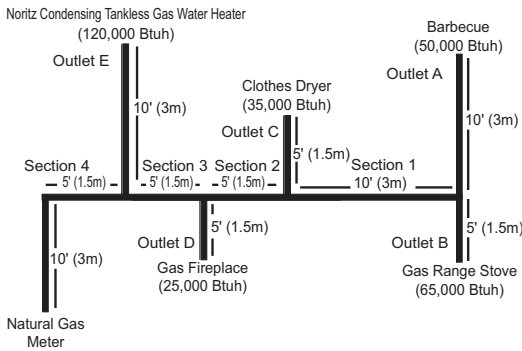 Noritz Condensing Tankless Gas Water Heater
(120,000 Btuh)
Outlet E
Barbecue
(50,000 Btuh)
Outlet A
Clothes Dryer
(35,000 Btuh)
Outlet C
10' (3m)
10' (3m)
5' (1.5m)
Section 4
Section 3
Section 2
Section 1
5' (1.5m)
5' (1.5m)
5' (1.5m)
10' (3m)
10' (3m)
Outlet D
5' (1.5m)
Outlet B
5' (1.5m)
Gas Fireplace
(25,000 Btuh)
Gas Range Stove
(65,000 Btuh)
Natural Gas
Meter